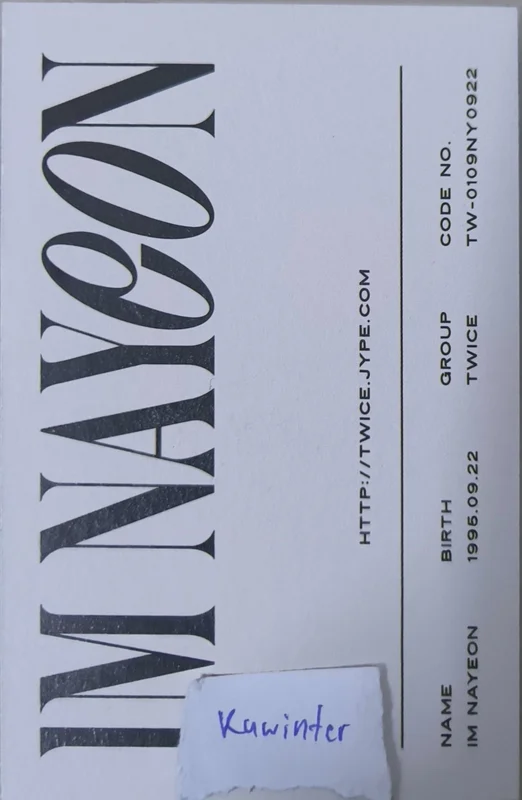 IM NAYEON
HTTP://TWICE.JYPE.COM
NAME BIRTH GROUP CODE NO.
IM NAYEON 1995.09.22 TWICE TW-0109NY0922
Kuwinter